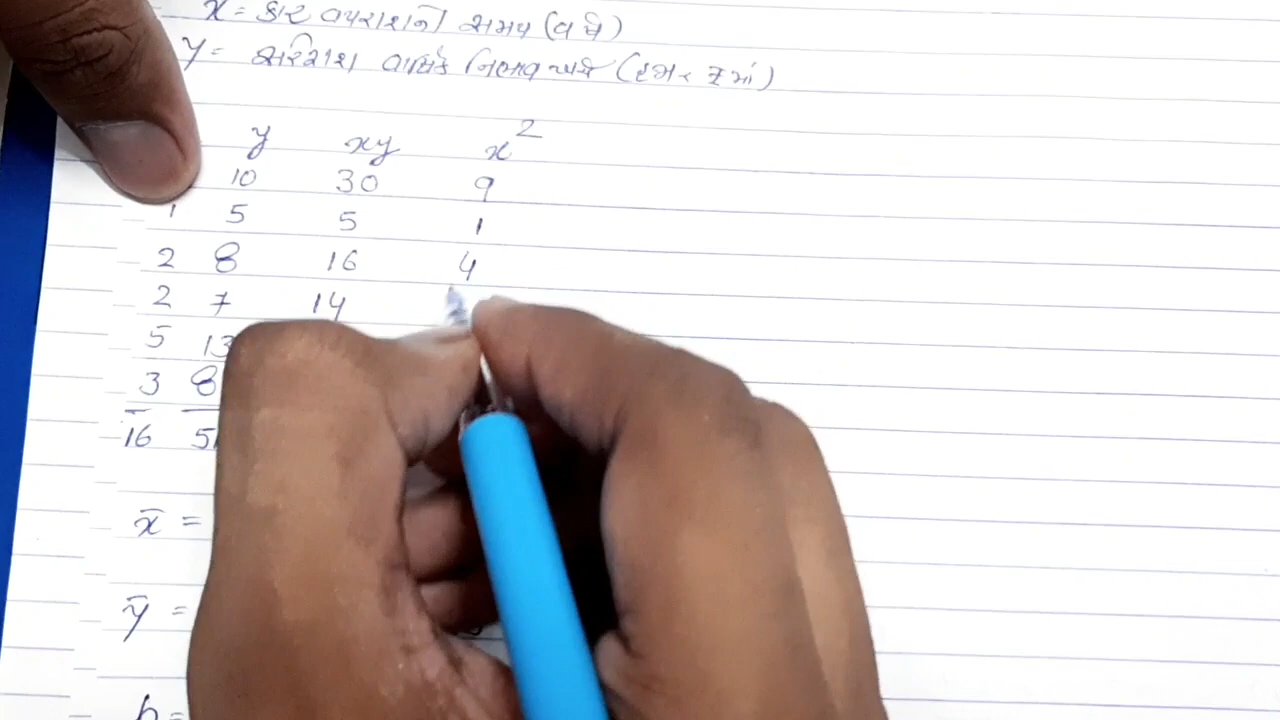 x = કાર વપરાશનો સમય (વર્ષ)
y = સરેરાશ વાર્ષિક નિભાવ ખર્ચ (હજાર ₹ માં)
y xy x²
10 30 9
1 5 5 1
2 8 16 4
2 7 14
5 13
3 8
16 51
x̄ =
ȳ =
b =